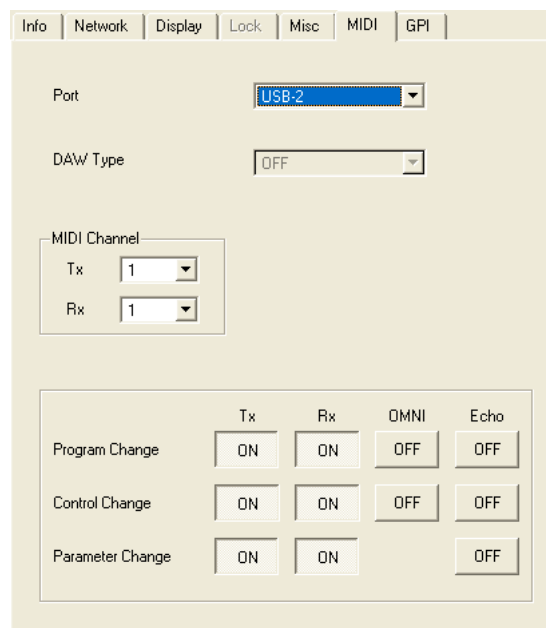 Info Network Display Lock Misc MIDI GPI
Port USB-2
DAW Type OFF
MIDI Channel
Tx 1
Rx 1
Tx Rx OMNI Echo
Program Change ON ON OFF OFF
Control Change ON ON OFF OFF
Parameter Change ON ON OFF